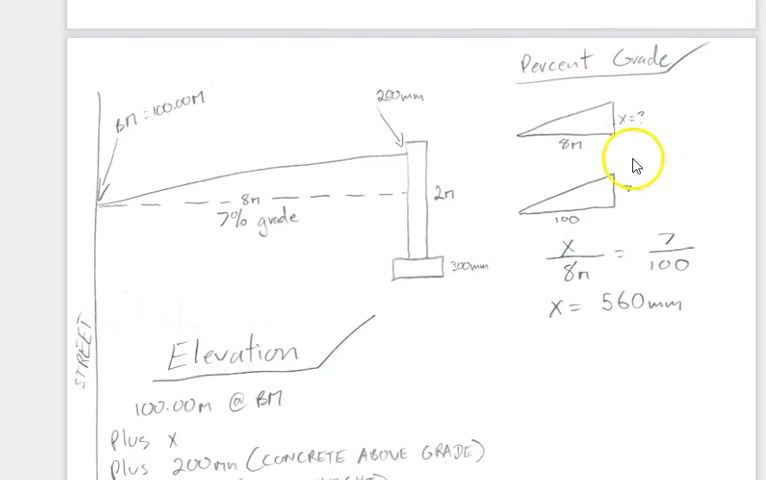 Percent Grade
BM = 100.00M
200mm
x=?
8m
8m
7% grade
2m
100
300mm
x/8m = 7/100
x = 560mm
STREET
Elevation
100.00m @ BM
Plus x
Plus 200mm (CONCRETE ABOVE GRADE)